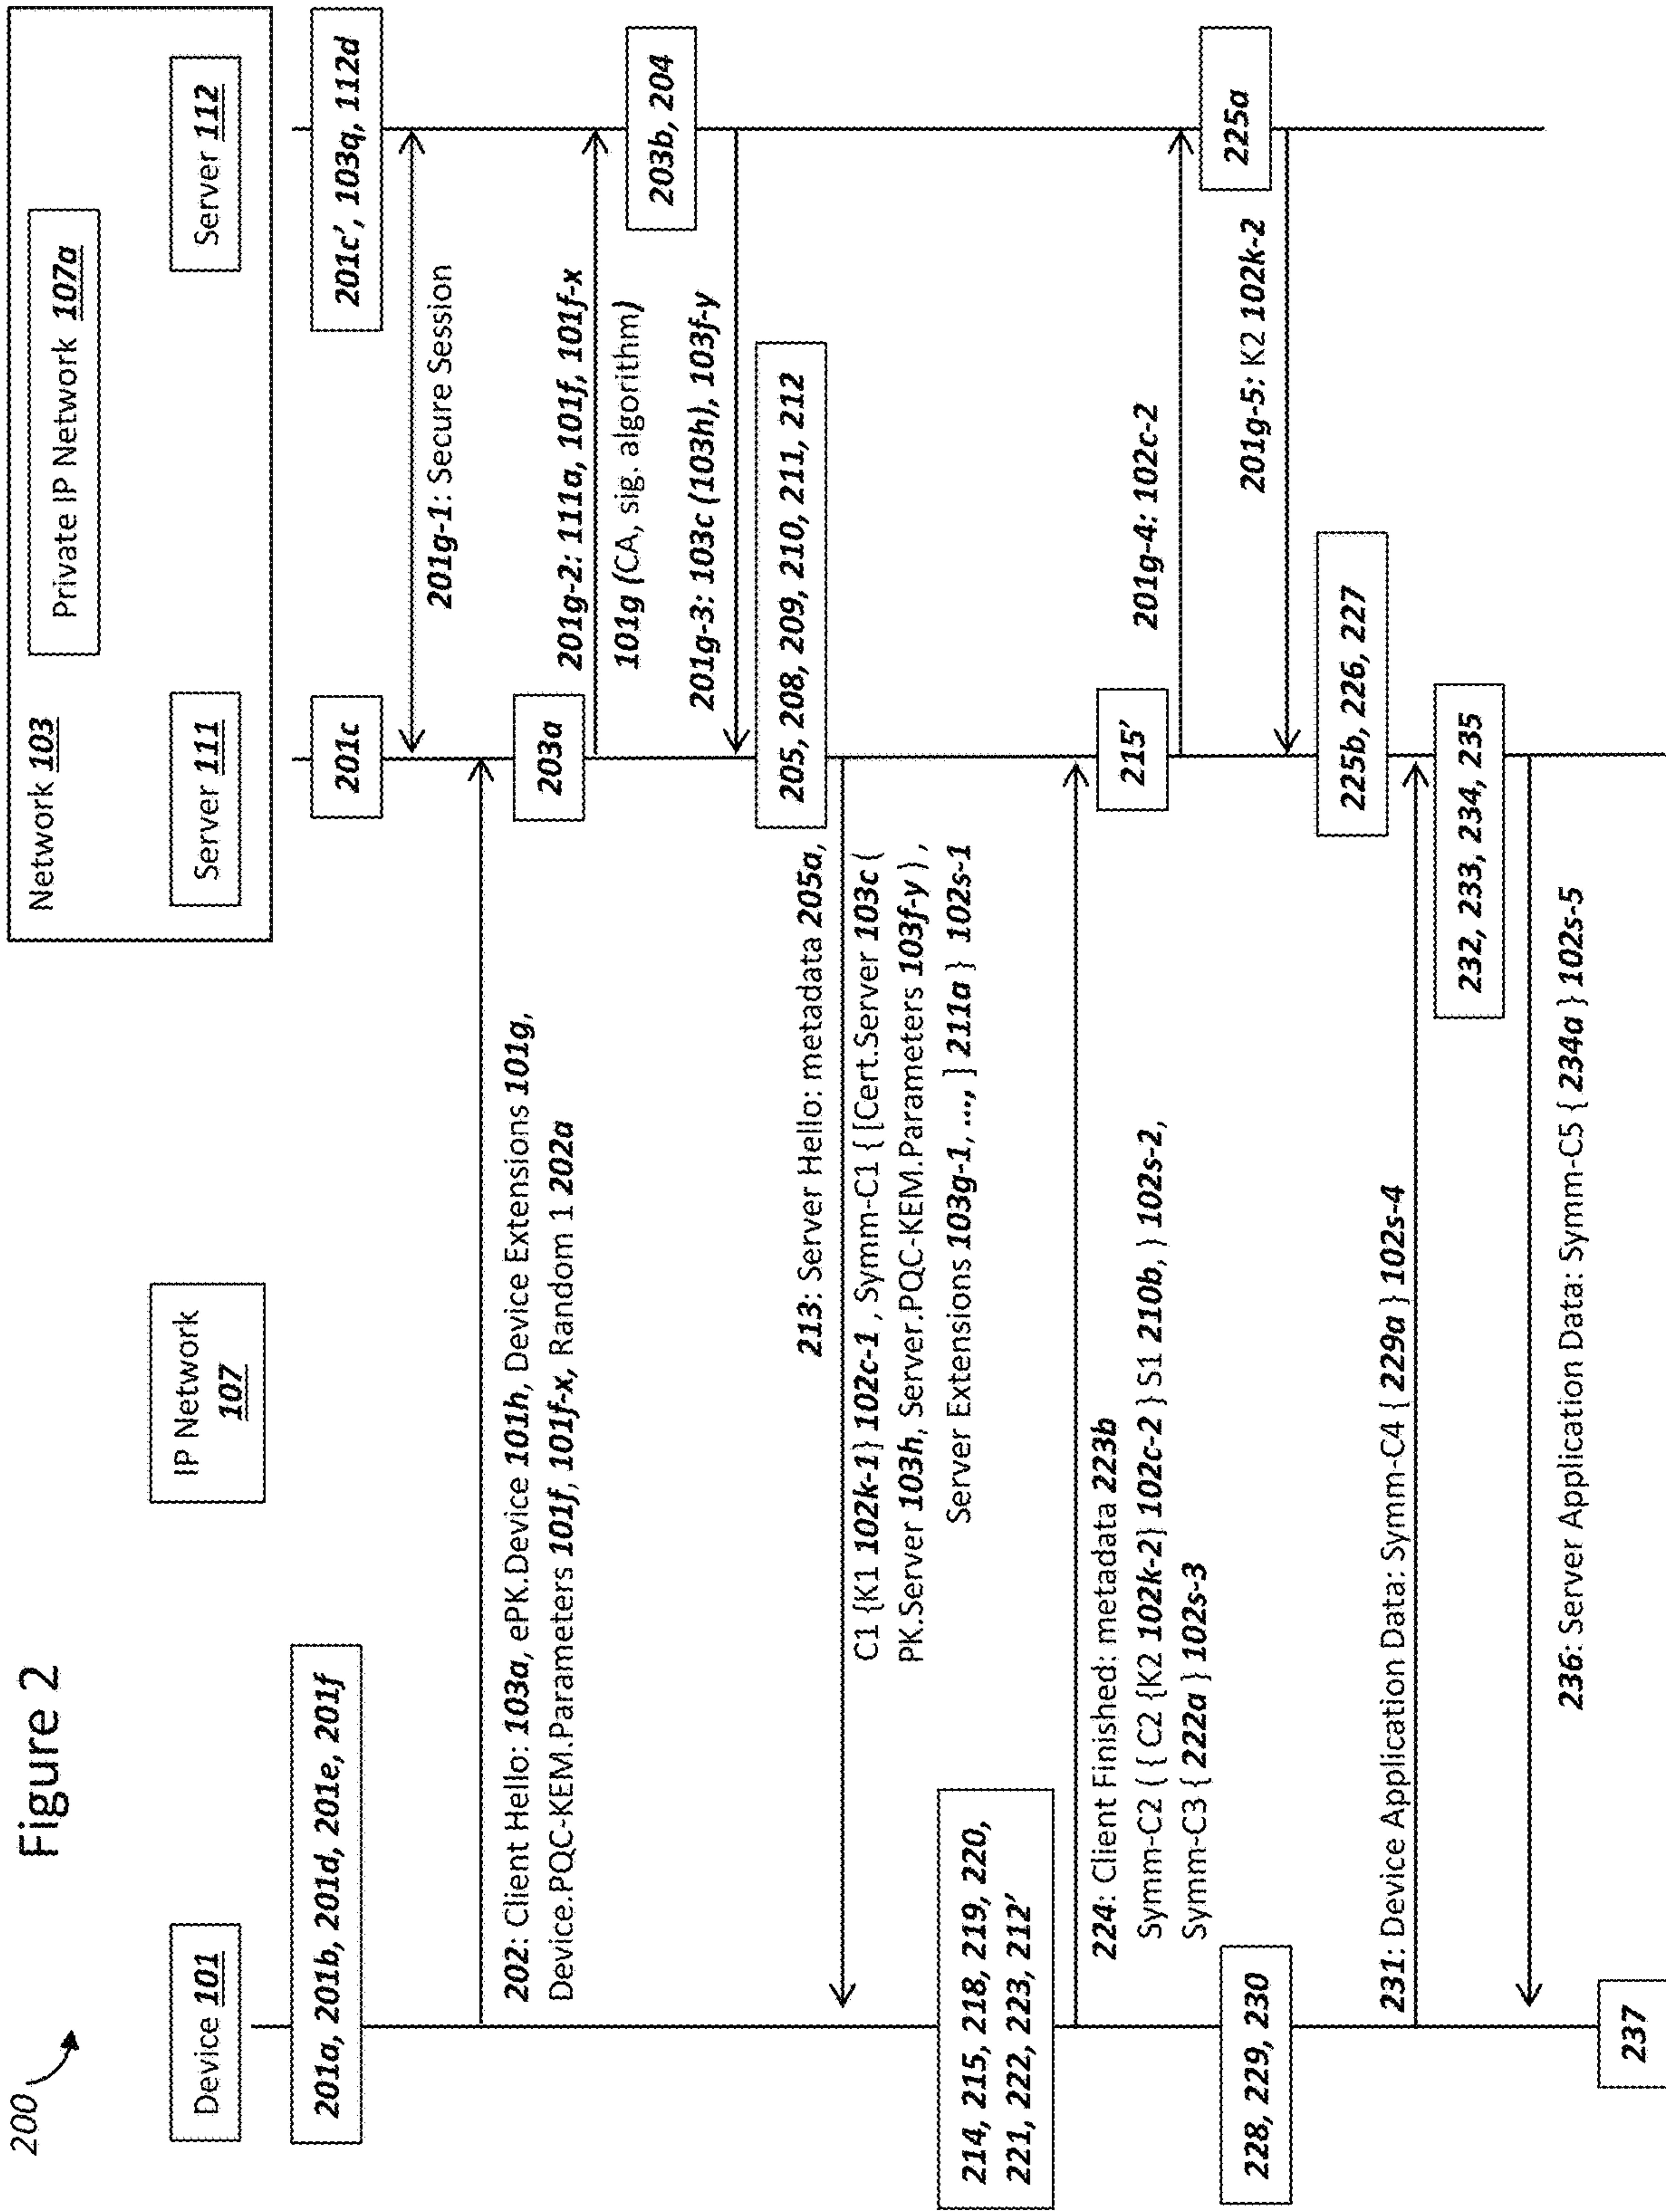 200
Figure 2
Network 103
Private IP Network 107a
Device 101
IP Network
107
Server 111
Server 112
201a, 201b, 201d, 201e, 201f
201c
201c', 103q, 112d
201g-1: Secure Session
202: Client Hello: 103a, ePK.Device 101h, Device Extensions 101g,
Device.PQC-KEM.Parameters 101f, 101f-x, Random 1 202a
203a
201g-2: 111a, 101f, 101f-x
101g (CA, sig. algorithm)
203b, 204
201g-3: 103c (103h), 103f-y
205, 208, 209, 210, 211, 212
213: Server Hello: metadata 205a,
C1 {K1 102k-1} 102c-1 , Symm-C1 { [Cert.Server 103c (
PK.Server 103h, Server.PQC-KEM.Parameters 103f-y ) ,
Server Extensions 103g-1, ..., ] 211a } 102s-1
214, 215, 218, 219, 220,
221, 222, 223, 212'
224: Client Finished: metadata 223b
Symm-C2 ( { C2 {K2 102k-2} 102c-2 } S1 210b, ) 102s-2,
Symm-C3 { 222a } 102s-3
215'
201g-4: 102c-2
225a
201g-5: K2 102k-2
228, 229, 230
225b, 226, 227
231: Device Application Data: Symm-C4 { 229a } 102s-4
232, 233, 234, 235
236: Server Application Data: Symm-C5 { 234a } 102s-5
237